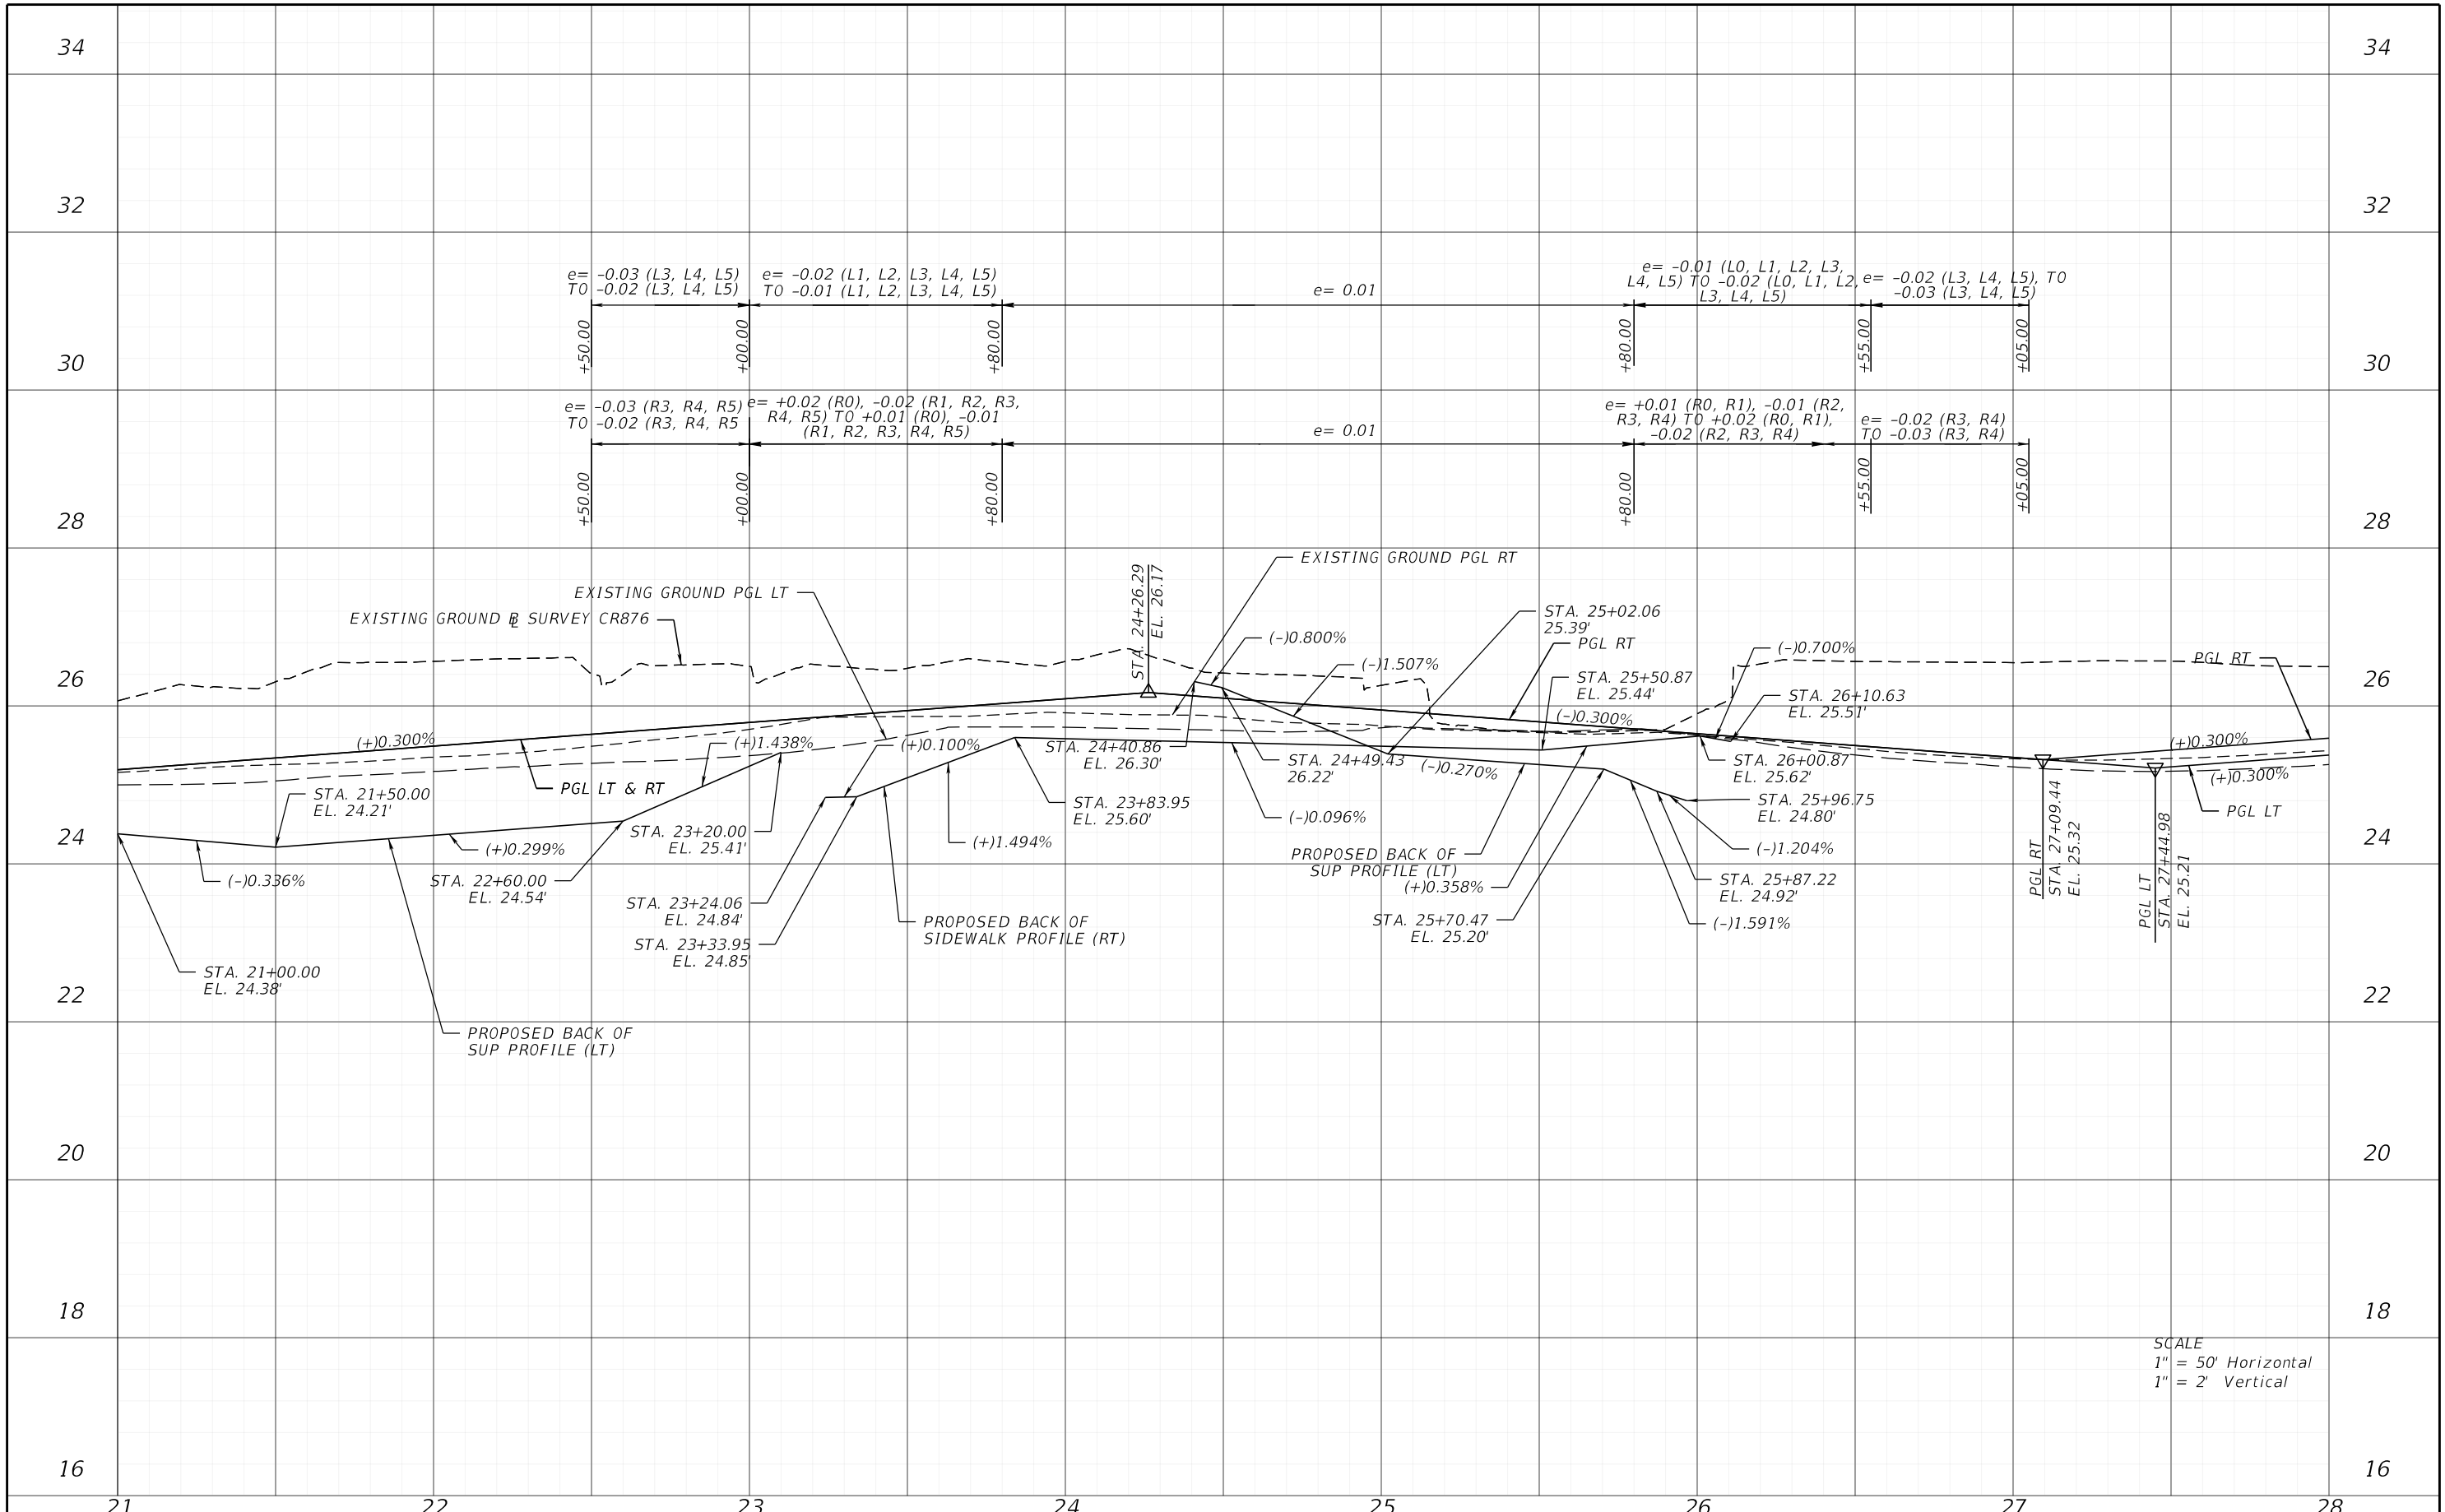 34
34
32
32
e= –0.03 (L3, L4, L5)
TO –0.02 (L3, L4, L5)
e= –0.02 (L1, L2, L3, L4, L5)
TO –0.01 (L1, L2, L3, L4, L5)
e= 0.01
e= –0.01 (L0, L1, L2, L3,
L4, L5) TO –0.02 (L0, L1, L2,
L3, L4, L5)
e= –0.02 (L3, L4, L5), TO
–0.03 (L3, L4, L5)
+50.00
+00.00
+80.00
+80.00
+55.00
+05.00
30
30
e= –0.03 (R3, R4, R5)
TO –0.02 (R3, R4, R5
e= +0.02 (R0), –0.02 (R1, R2, R3,
R4, R5) TO +0.01 (R0), –0.01
(R1, R2, R3, R4, R5)
e= 0.01
e= +0.01 (R0, R1), –0.01 (R2,
R3, R4) TO +0.02 (R0, R1),
–0.02 (R2, R3, R4)
e= –0.02 (R3, R4)
TO –0.03 (R3, R4)
+50.00
+00.00
+80.00
+80.00
+55.00
+05.00
28
28
EXISTING GROUND PGL RT
EXISTING GROUND PGL LT
EXISTING GROUND BL SURVEY CR876
STA. 24+26.29
EL. 26.17
(–)0.800%
(–)1.507%
STA. 25+02.06
25.39'
PGL RT
STA. 25+50.87
EL. 25.44'
(–)0.300%
(–)0.700%
STA. 26+10.63
EL. 25.51'
PGL RT
26
26
(+)0.300%
PGL LT & RT
(+)1.438%
(+)0.100%
STA. 24+40.86
EL. 26.30'
STA. 24+49.43
26.22'
(–)0.270%
STA. 26+00.87
EL. 25.62'
(+)0.300%
(+)0.300%
PGL LT
STA. 21+50.00
EL. 24.21'
STA. 23+20.00
EL. 25.41'
STA. 23+83.95
EL. 25.60'
(–)0.096%
STA. 25+96.75
EL. 24.80'
24
24
(+)0.299%
(+)1.494%
(–)1.204%
(–)0.336%
STA. 22+60.00
EL. 24.54'
PROPOSED BACK OF
SUP PROFILE (LT)
(+)0.358%
STA. 25+87.22
EL. 24.92'
STA. 23+24.06
EL. 24.84'
STA. 23+33.95
EL. 24.85'
PROPOSED BACK OF
SIDEWALK PROFILE (RT)
STA. 25+70.47
EL. 25.20'
(–)1.591%
PGL RT
STA. 27+09.44
EL. 25.32
PGL LT
STA. 27+44.98
EL. 25.21
STA. 21+00.00
EL. 24.38'
22
22
PROPOSED BACK OF
SUP PROFILE (LT)
20
20
18
18
SCALE
1" = 50' Horizontal
1" = 2' Vertical
16
16
21
22
23
24
25
26
27
28